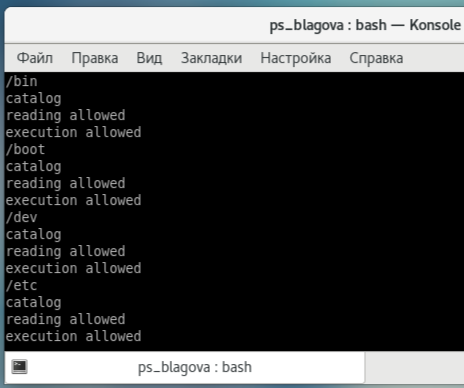 ps_blagova : bash — Konsole
Файл Правка Вид Закладки Настройка Справка
/bin
catalog
reading allowed
execution allowed
/boot
catalog
reading allowed
execution allowed
/dev
catalog
reading allowed
execution allowed
/etc
catalog
reading allowed
execution allowed
ps_blagova : bash